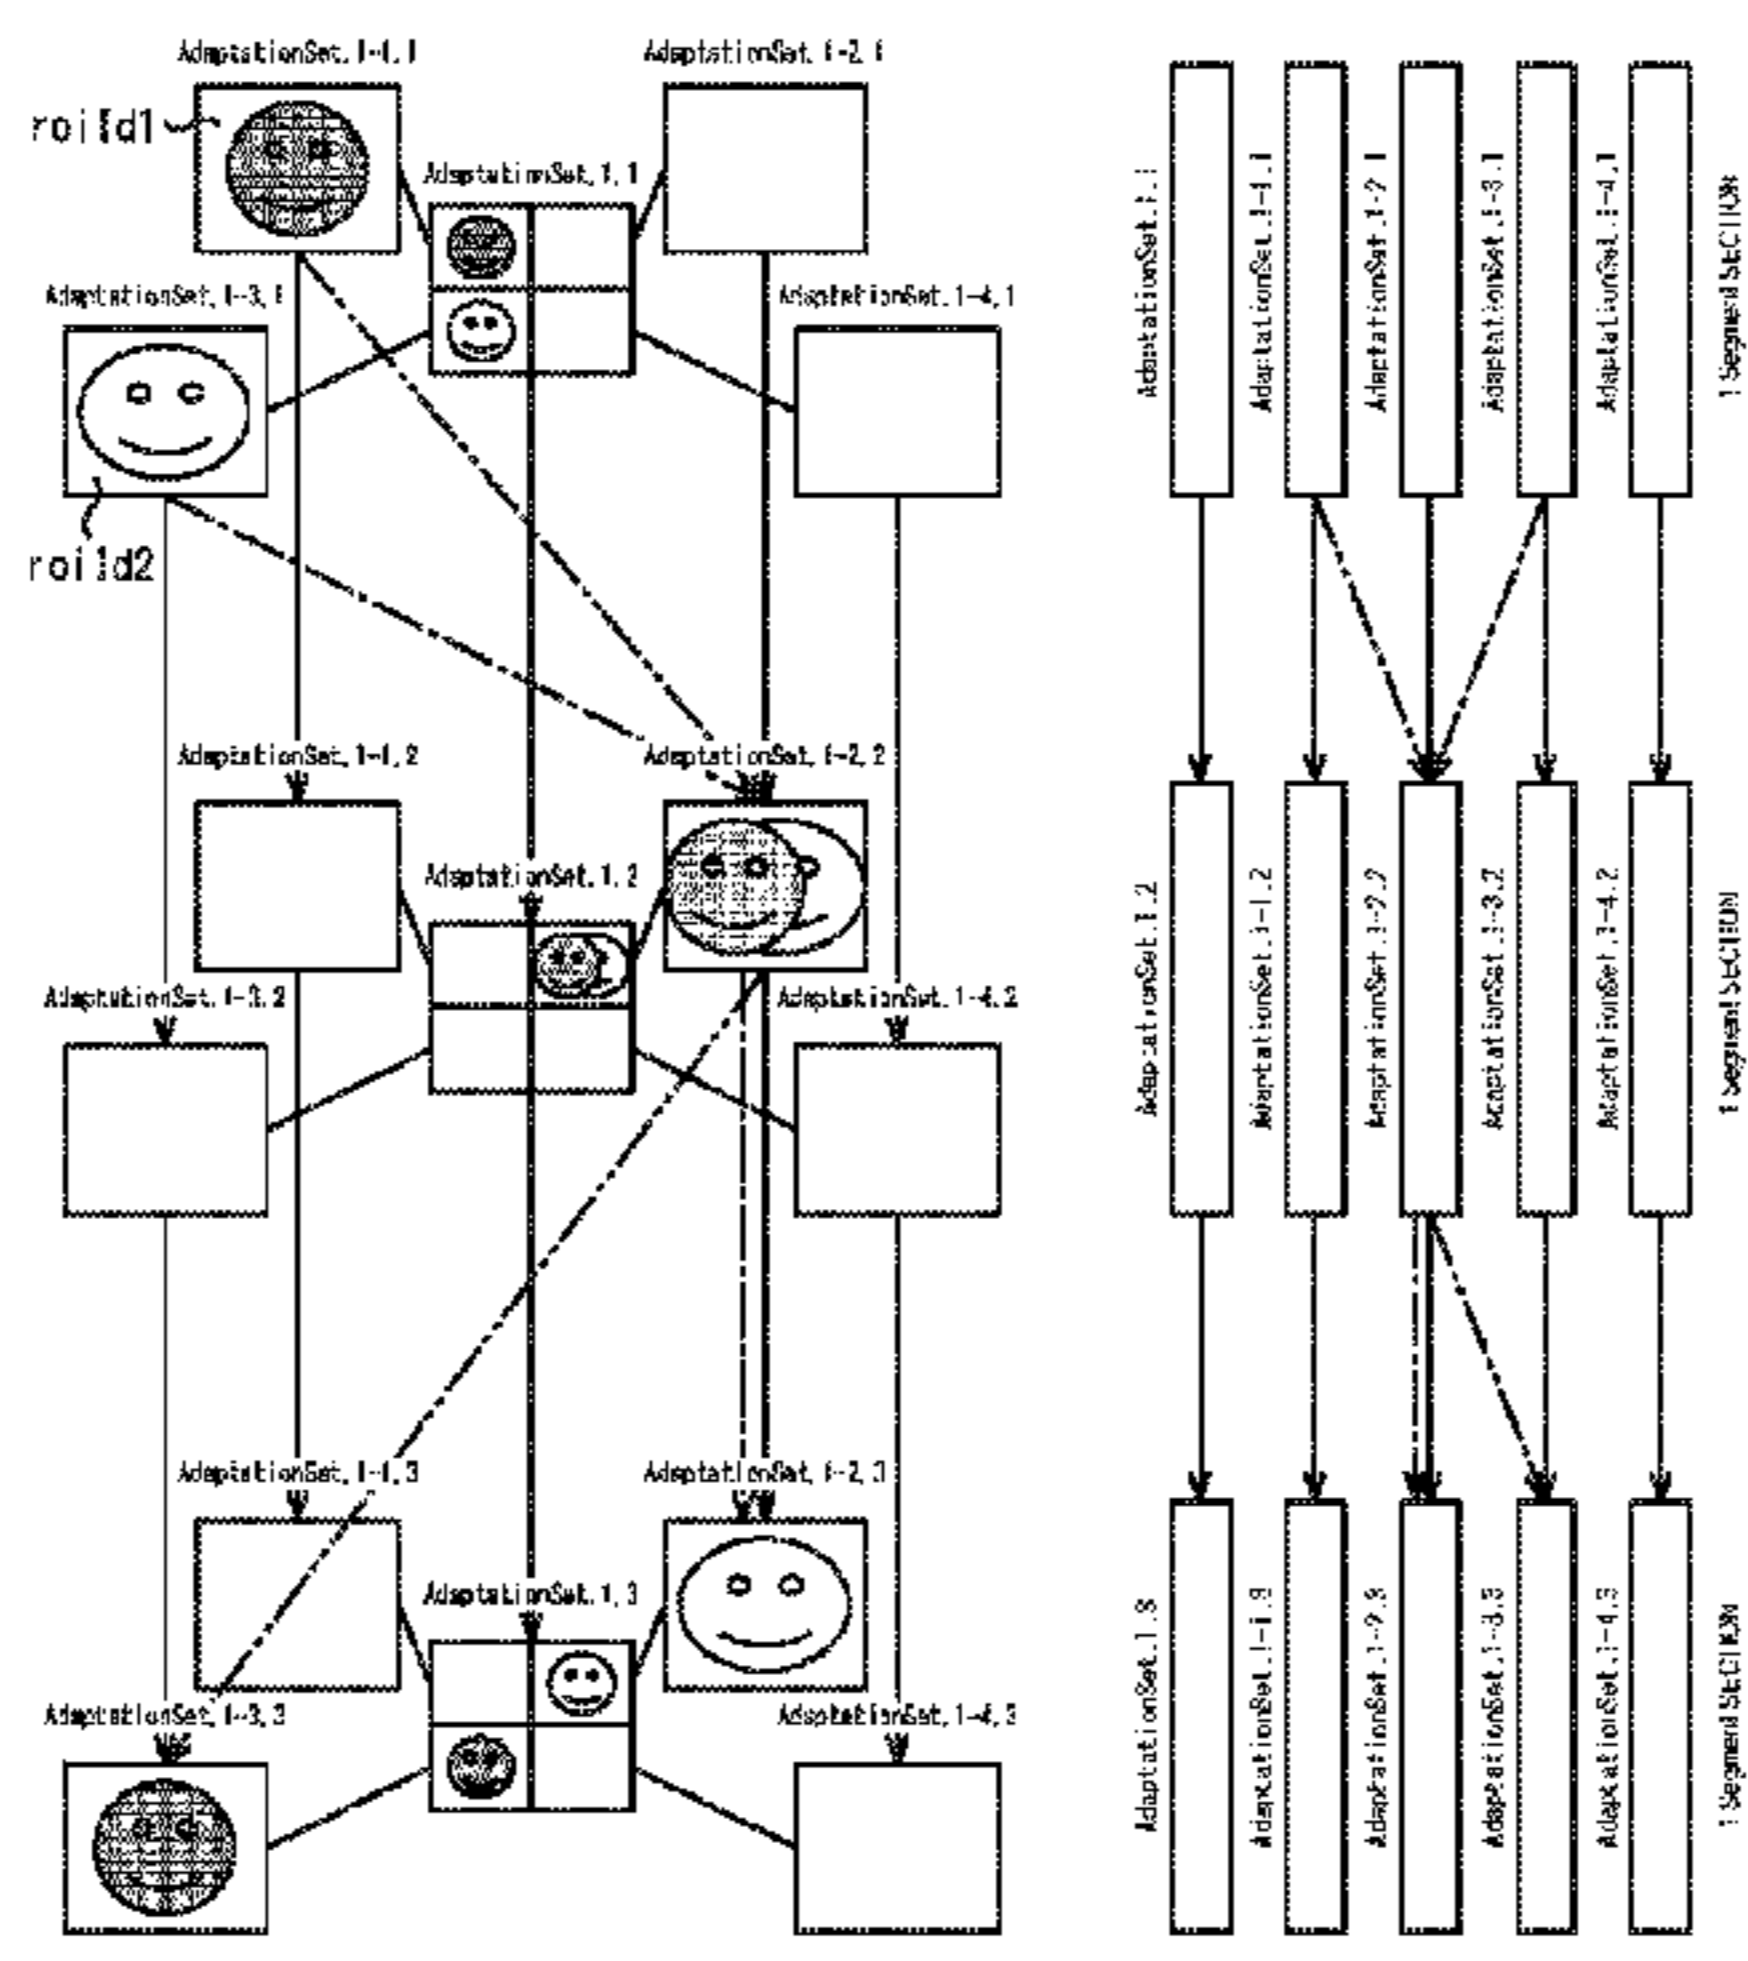 AdaptationSet.1-1,1
AdaptationSet.1-2,1
roiId1
AdaptationSet.1,1
AdaptationSet.1-3,1
AdaptationSet.1-4,1
roiId2
AdaptationSet.1-1,2
AdaptationSet.1-2,2
AdaptationSet.1,2
AdaptationSet.1-3,2
AdaptationSet.1-4,2
AdaptationSet.1-1,3
AdaptationSet.1-2,3
AdaptationSet.1,3
AdaptationSet.1-3,3
AdaptationSet.1-4,3
AdaptationSet.1,1
AdaptationSet.1-1,1
AdaptationSet.1-2,1
AdaptationSet.1-3,1
AdaptationSet.1-4,1
1 Segment SECTION
AdaptationSet.1,2
AdaptationSet.1-1,2
AdaptationSet.1-2,2
AdaptationSet.1-3,2
AdaptationSet.1-4,2
1 Segment SECTION
AdaptationSet.1,3
AdaptationSet.1-1,3
AdaptationSet.1-2,3
AdaptationSet.1-3,3
AdaptationSet.1-4,3
1 Segment SECTION